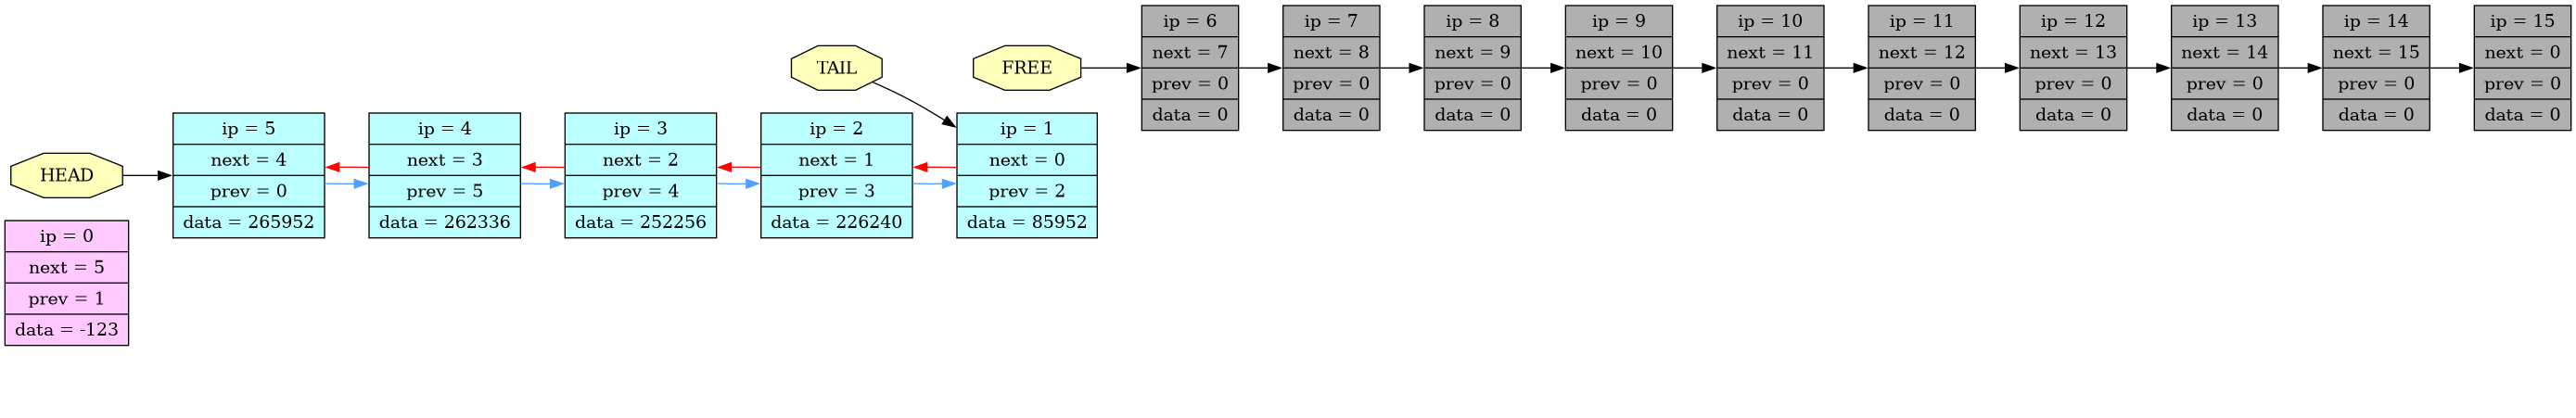 HEAD
ip = 0
next = 5
prev = 1
data = -123
ip = 5
next = 4
prev = 0
data = 265952
ip = 4
next = 3
prev = 5
data = 262336
ip = 3
next = 2
prev = 4
data = 252256
TAIL
ip = 2
next = 1
prev = 3
data = 226240
FREE
ip = 1
next = 0
prev = 2
data = 85952
ip = 6
next = 7
prev = 0
data = 0
ip = 7
next = 8
prev = 0
data = 0
ip = 8
next = 9
prev = 0
data = 0
ip = 9
next = 10
prev = 0
data = 0
ip = 10
next = 11
prev = 0
data = 0
ip = 11
next = 12
prev = 0
data = 0
ip = 12
next = 13
prev = 0
data = 0
ip = 13
next = 14
prev = 0
data = 0
ip = 14
next = 15
prev = 0
data = 0
ip = 15
next = 0
prev = 0
data = 0